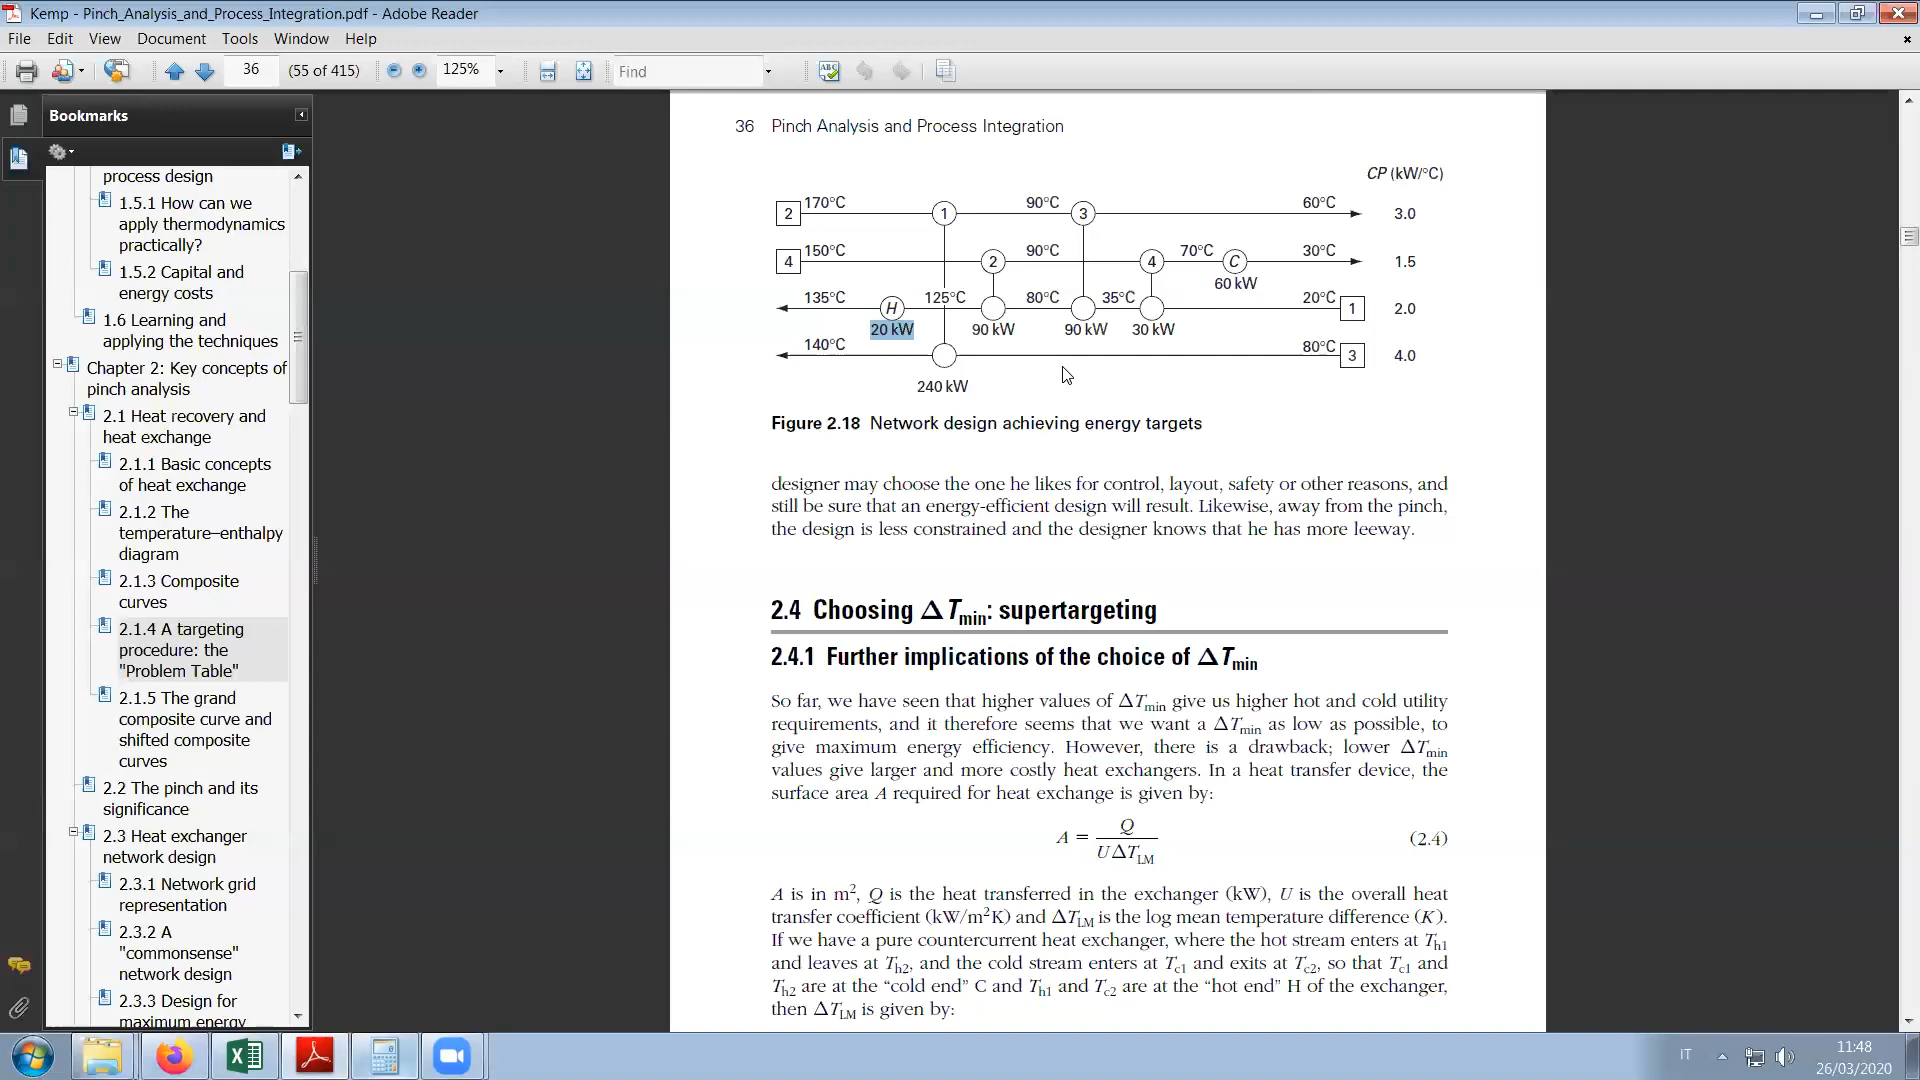 Kemp - Pinch_Analysis_and_Process_Integration.pdf - Adobe Reader
File Edit View Document Tools Window Help
36 (55 of 415) 125% Find
Bookmarks
process design
1.5.1 How can we
apply thermodynamics
practically?
1.5.2 Capital and
energy costs
1.6 Learning and
applying the techniques
Chapter 2: Key concepts of
pinch analysis
2.1 Heat recovery and
heat exchange
2.1.1 Basic concepts
of heat exchange
2.1.2 The
temperature–enthalpy
diagram
2.1.3 Composite
curves
2.1.4 A targeting
procedure: the
"Problem Table"
2.1.5 The grand
composite curve and
shifted composite
curves
2.2 The pinch and its
significance
2.3 Heat exchanger
network design
2.3.1 Network grid
representation
2.3.2 A
"commonsense"
network design
2.3.3 Design for
maximum energy
36 Pinch Analysis and Process Integration
CP (kW/°C)
2 170°C 1 90°C 3 60°C 3.0
4 150°C 2 90°C 4 70°C C 30°C 1.5
60 kW
135°C H 125°C 80°C 35°C 20°C 1 2.0
20 kW 90 kW 90 kW 30 kW
140°C 80°C 3 4.0
240 kW
Figure 2.18 Network design achieving energy targets
designer may choose the one he likes for control, layout, safety or other reasons, and
still be sure that an energy-efficient design will result. Likewise, away from the pinch,
the design is less constrained and the designer knows that he has more leeway.
2.4 Choosing ΔTmin: supertargeting
2.4.1 Further implications of the choice of ΔTmin
So far, we have seen that higher values of ΔTmin give us higher hot and cold utility
requirements, and it therefore seems that we want a ΔTmin as low as possible, to
give maximum energy efficiency. However, there is a drawback; lower ΔTmin
values give larger and more costly heat exchangers. In a heat transfer device, the
surface area A required for heat exchange is given by:
A = Q / UΔTLM (2.4)
A is in m², Q is the heat transferred in the exchanger (kW), U is the overall heat
transfer coefficient (kW/m²K) and ΔTLM is the log mean temperature difference (K).
If we have a pure countercurrent heat exchanger, where the hot stream enters at Th1
and leaves at Th2, and the cold stream enters at Tc1 and exits at Tc2, so that Tc1 and
Th2 are at the “cold end” C and Th1 and Tc2 are at the “hot end” H of the exchanger,
then ΔTLM is given by:
IT
11:48
26/03/2020